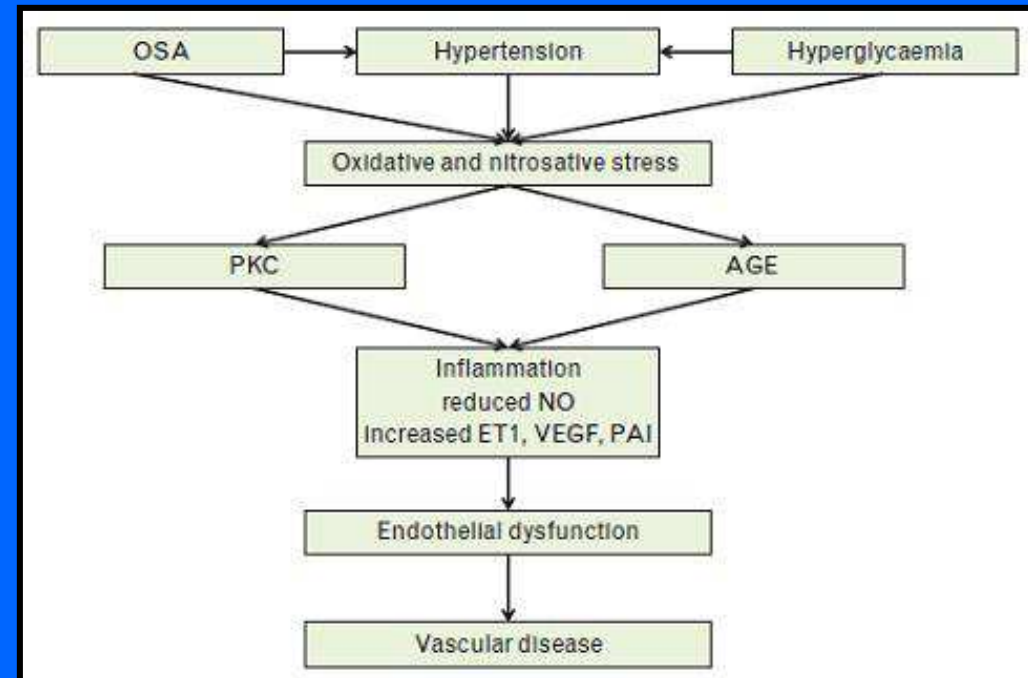 OSA
Hypertension
Hyperglycaemia
Oxidative and nitrosative stress
PKC
AGE
Inflammation
reduced NO
Increased ET1, VEGF, PAI
Endothelial dysfunction
Vascular disease